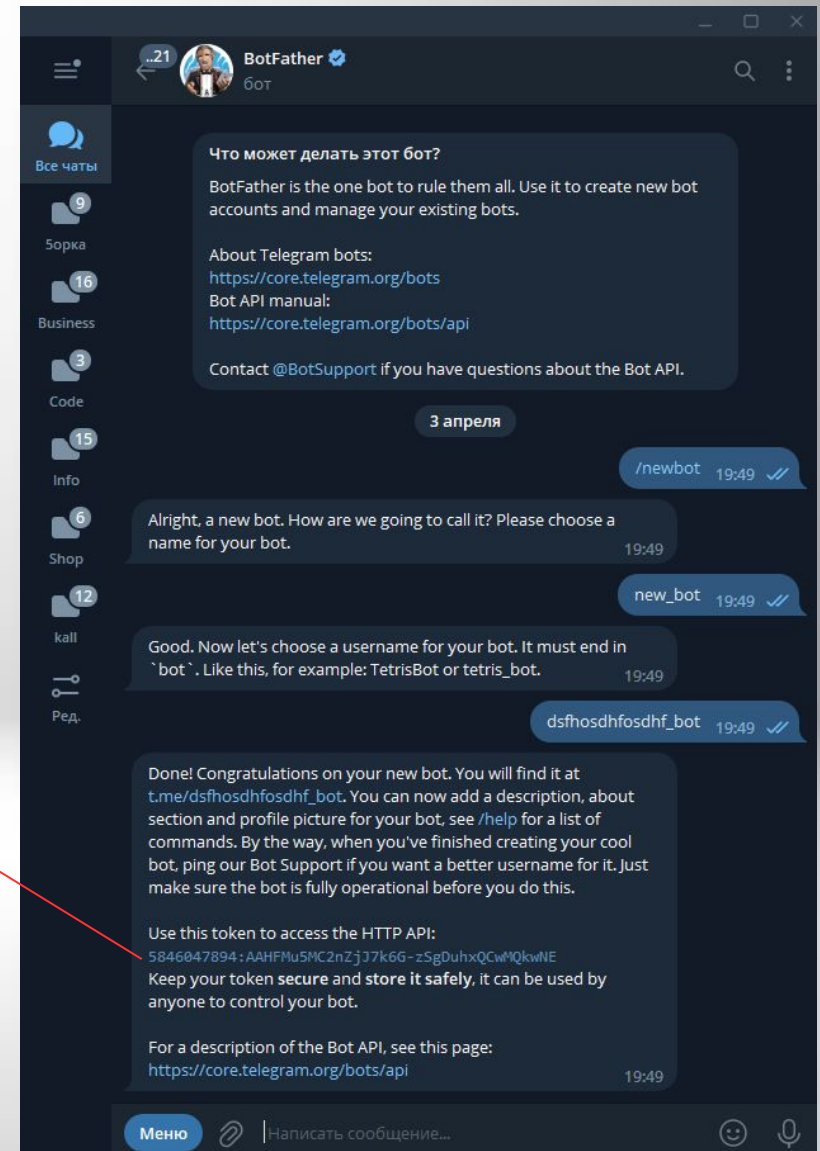 ..21
BotFather
бот
Все чаты
9
5орка
16
Business
3
Code
15
Info
6
Shop
12
kall
Ред.
Что может делать этот бот?
BotFather is the one bot to rule them all. Use it to create new bot
accounts and manage your existing bots.
About Telegram bots:
https://core.telegram.org/bots
Bot API manual:
https://core.telegram.org/bots/api
Contact @BotSupport if you have questions about the Bot API.
3 апреля
/newbot 19:49
Alright, a new bot. How are we going to call it? Please choose a
name for your bot. 19:49
new_bot 19:49
Good. Now let's choose a username for your bot. It must end in
`bot`. Like this, for example: TetrisBot or tetris_bot. 19:49
dsfhosdhfosdhf_bot 19:49
Done! Congratulations on your new bot. You will find it at
t.me/dsfhosdhfosdhf_bot. You can now add a description, about
section and profile picture for your bot, see /help for a list of
commands. By the way, when you've finished creating your cool
bot, ping our Bot Support if you want a better username for it. Just
make sure the bot is fully operational before you do this.
Use this token to access the HTTP API:
5846047894:AAHFMu5MC2nZjJ7k6G-zSgDuhxQCwMQkwNE
Keep your token secure and store it safely, it can be used by
anyone to control your bot.
For a description of the Bot API, see this page:
https://core.telegram.org/bots/api 19:49
Меню
Написать сообщение...